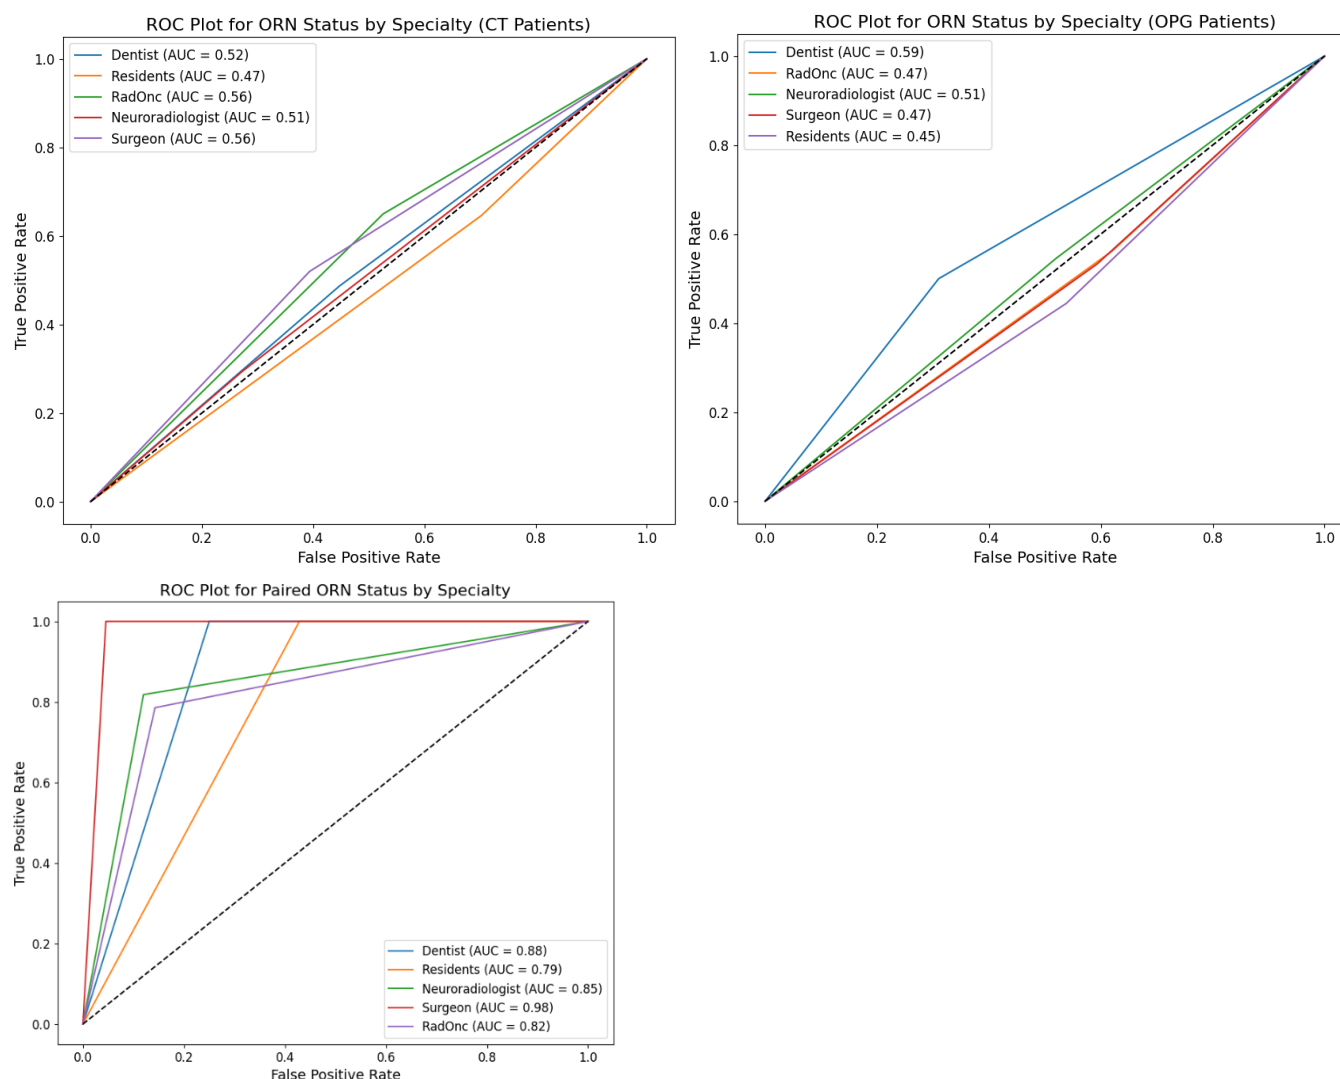 ROC Plot for ORN Status by Specialty (CT Patients)
Dentist (AUC = 0.52)
Residents (AUC = 0.47)
RadOnc (AUC = 0.56)
Neuroradiologist (AUC = 0.51)
Surgeon (AUC = 0.56)
True Positive Rate
1.0
0.8
0.6
0.4
0.2
0.0
0.0 0.2 0.4 0.6 0.8 1.0
False Positive Rate
ROC Plot for ORN Status by Specialty (OPG Patients)
Dentist (AUC = 0.59)
RadOnc (AUC = 0.47)
Neuroradiologist (AUC = 0.51)
Surgeon (AUC = 0.47)
Residents (AUC = 0.45)
True Positive Rate
1.0
0.8
0.6
0.4
0.2
0.0
0.0 0.2 0.4 0.6 0.8 1.0
False Positive Rate
ROC Plot for Paired ORN Status by Specialty
True Positive Rate
1.0
0.8
0.6
0.4
0.2
0.0
Dentist (AUC = 0.88)
Residents (AUC = 0.79)
Neuroradiologist (AUC = 0.85)
Surgeon (AUC = 0.98)
RadOnc (AUC = 0.82)
0.0 0.2 0.4 0.6 0.8 1.0
False Positive Rate